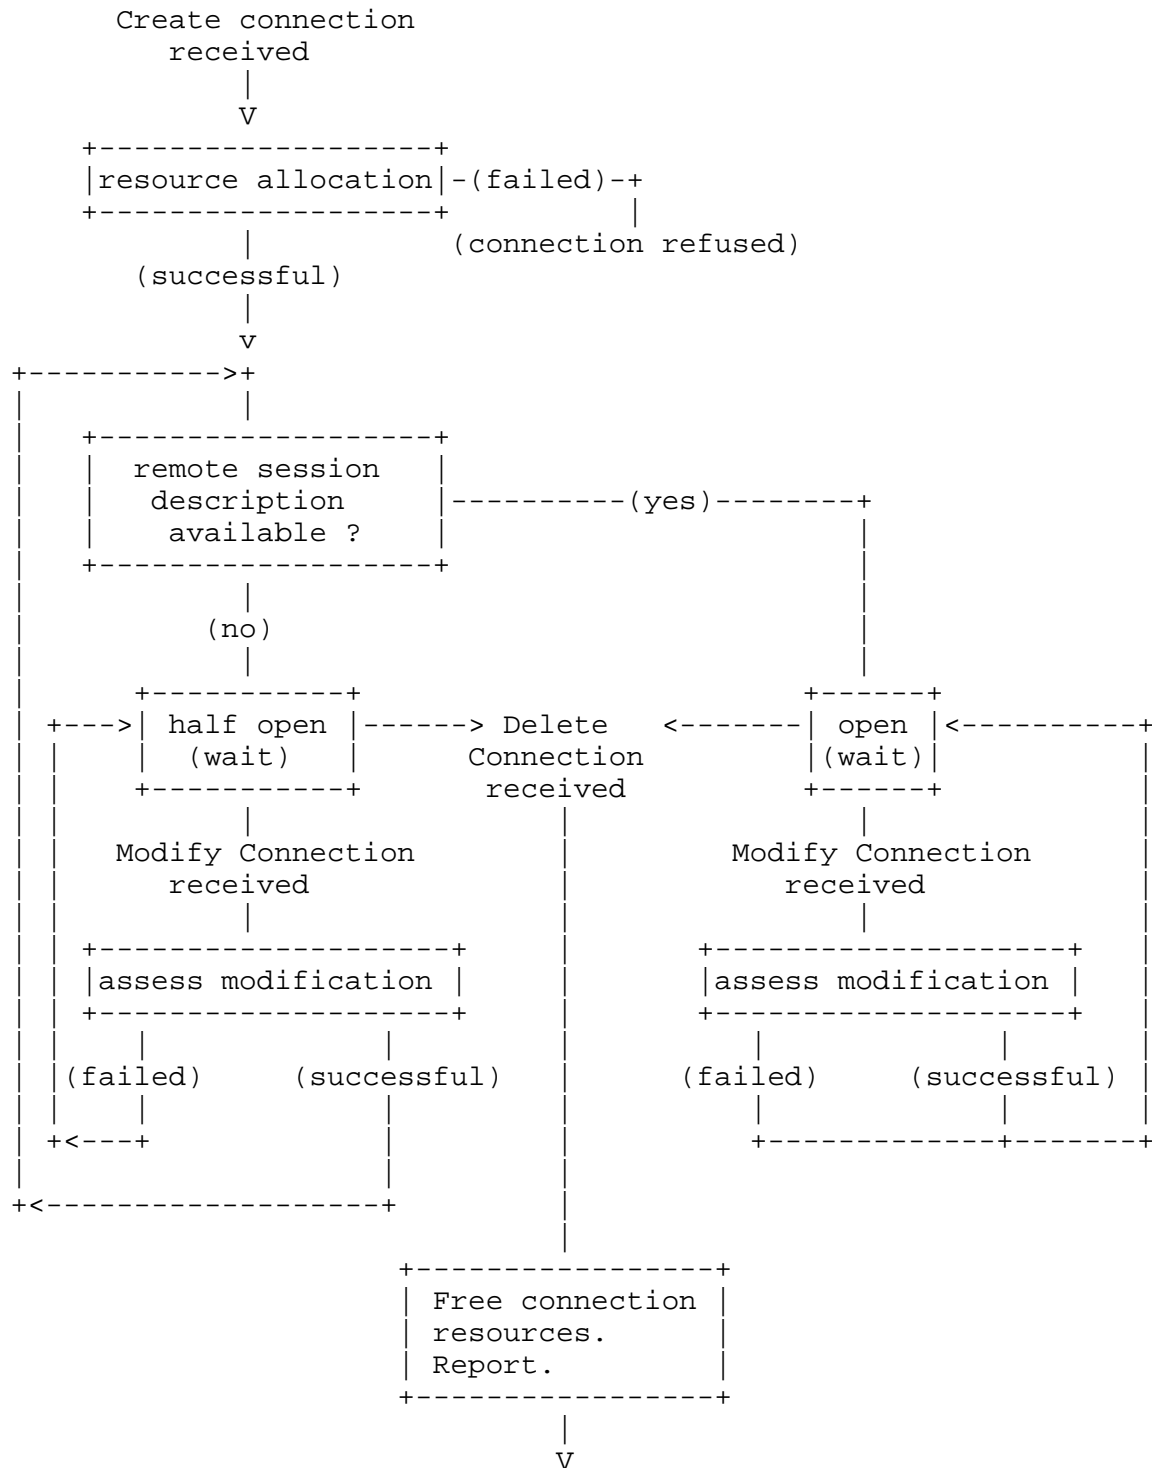 Create connection
received
|
V
+-------------------+
|resource allocation|-(failed)-+
+-------------------+          |
|           (connection refused)
(successful)
|
v
+----------->+
|            |
|   +-------------------+
|   |  remote session   |
|   |   description     |----------(yes)--------+
|   |    available ?    |                       |
|   +-------------------+                       |
|            |                                  |
|          (no)                                 |
|            |                                  |
|      +-----------+                         +------+
| +--->| half open |------> Delete   <-------| open |<----------+
| |    |  (wait)   |      Connection         |(wait)|           |
| |    +-----------+       received          +------+           |
| |          |                 |                |               |
| |   Modify Connection        |         Modify Connection      |
| |      received              |            received            |
| |          |                 |                |               |
| | +--------------------+     |       +--------------------+   |
| | |assess modification |     |       |assess modification |   |
| | +--------------------+     |       +--------------------+   |
| |    |             |         |          |             |       |
| |(failed)     (successful)   |      (failed)     (successful) |
| |    |             |         |          |             |       |
| +<---+             |         |          +-------------+-------+
|                    |         |
+<-------------------+         |
|
+-----------------+
| Free connection |
| resources.      |
| Report.         |
+-----------------+
|
V